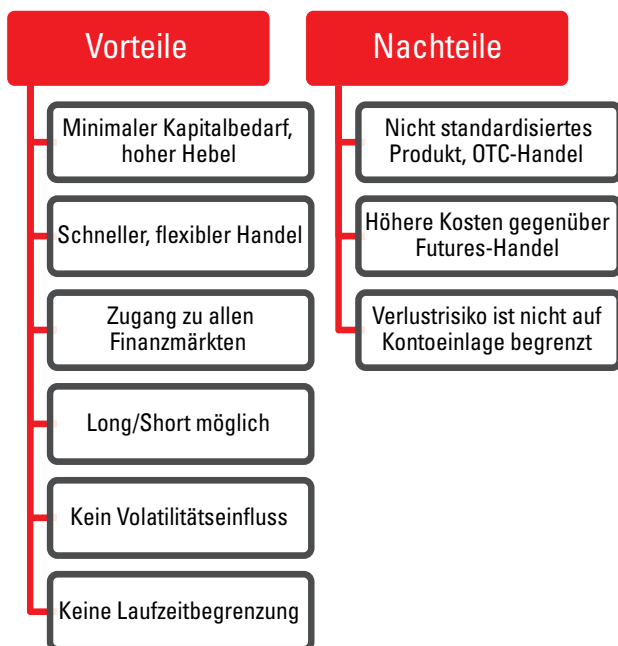 Vorteile
Minimaler Kapitalbedarf,
hoher Hebel
Schneller, flexibler Handel
Zugang zu allen
Finanzmärkten
Long/Short möglich
Kein Volatilitätseinfluss
Keine Laufzeitbegrenzung
Nachteile
Nicht standardisiertes
Produkt, OTC-Handel
Höhere Kosten gegenüber
Futures-Handel
Verlustrisiko ist nicht auf
Kontoeinlage begrenzt